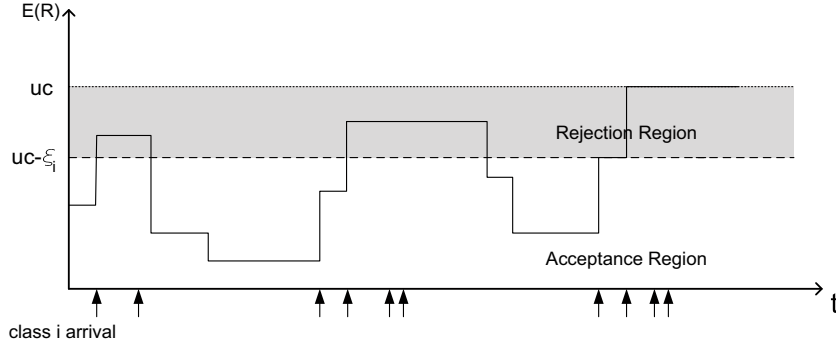 E(R)
uc
Rejection Region
uc-ξi
Acceptance Region
t
class i arrival